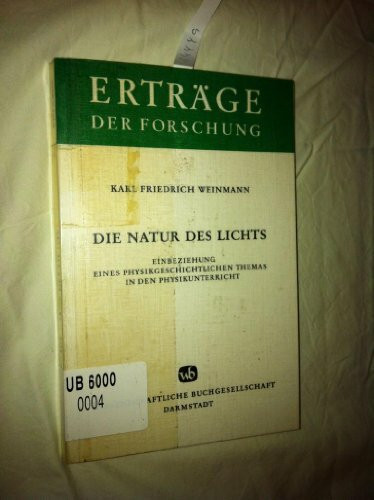 ERTRÄGE
DER FORSCHUNG
KARL FRIEDRICH WEINMANN
DIE NATUR DES LICHTS
EINBEZIEHUNG
EINES PHYSIKGESCHICHTLICHEN THEMAS
IN DEN PHYSIKUNTERRICHT
wb
UB 6000
0004
AFTLICHE BUCHGESELLSCHAFT
DARMSTADT